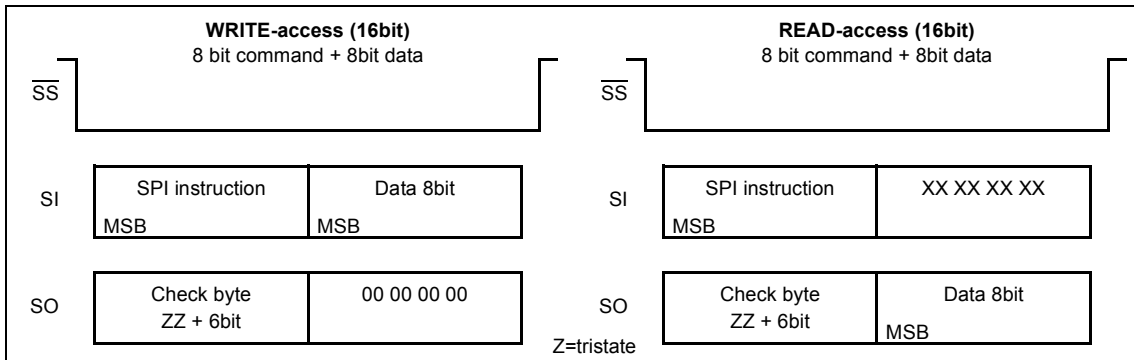 WRITE-access (16bit)
8 bit command + 8bit data
SS
SI
SPI instruction
MSB
Data 8bit
MSB
SO
Check byte
ZZ + 6bit
00 00 00 00
READ-access (16bit)
8 bit command + 8bit data
SS
SI
SPI instruction
MSB
XX XX XX XX
SO
Check byte
ZZ + 6bit
Data 8bit
MSB
Z=tristate